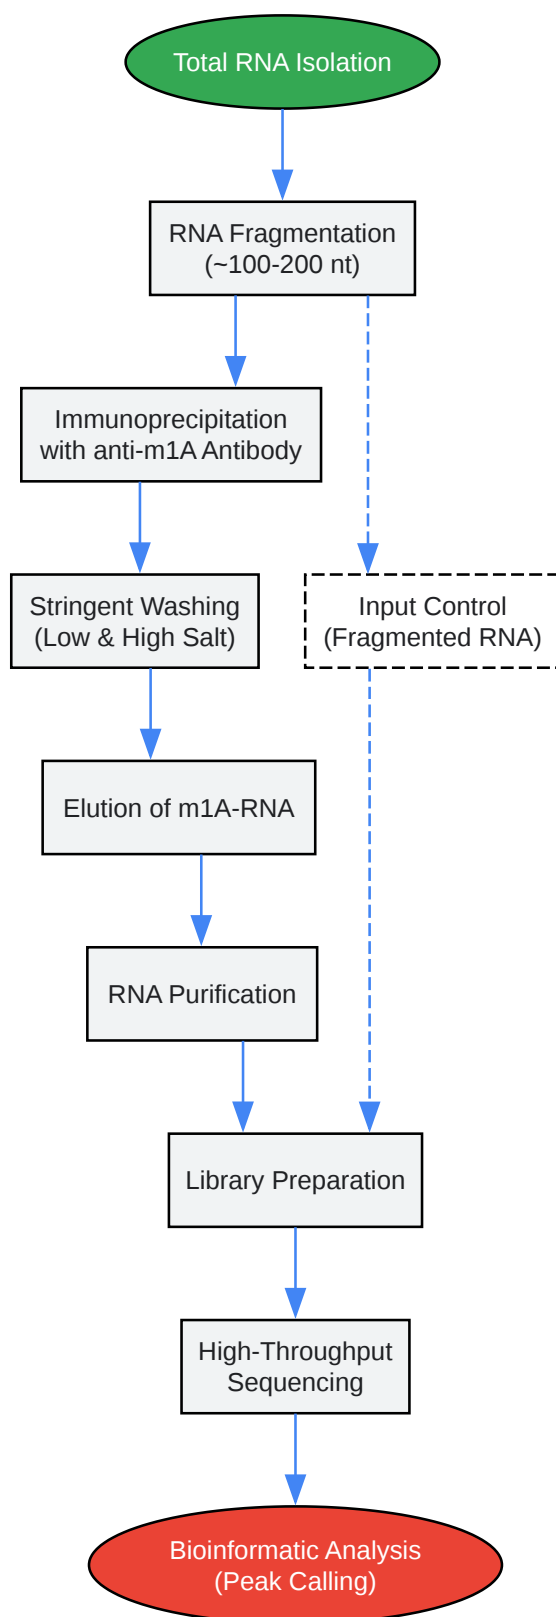 Total RNA Isolation
RNA Fragmentation
(~100-200 nt)
Immunoprecipitation
with anti-m1A Antibody
Stringent Washing
(Low & High Salt)
Input Control
(Fragmented RNA)
Elution of m1A-RNA
RNA Purification
Library Preparation
High-Throughput
Sequencing
Bioinformatic Analysis
(Peak Calling)